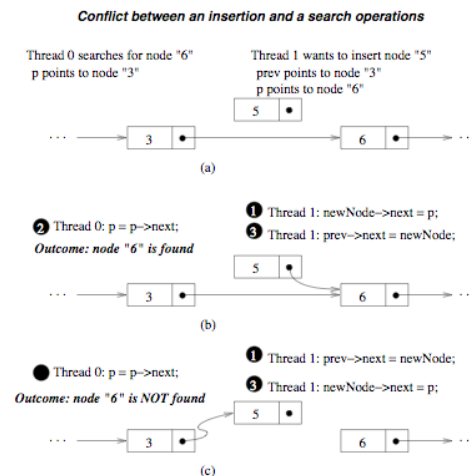 Conflict between an insertion and a search operations
Thread 0 searches for node "6"
p points to node "3"
Thread 1 wants to insert node "5"
prev points to node "3"
p points to node "6"
5
... 3 6 ...
(a)
2 Thread 0: p = p->next;
Outcome: node "6" is found
1 Thread 1: newNode->next = p;
3 Thread 1: prev->next = newNode;
5
... 3 6 ...
(b)
Thread 0: p = p->next;
Outcome: node "6" is NOT found
1 Thread 1: prev->next = newNode;
3 Thread 1: newNode->next = p;
5
... 3 6 ...
(c)